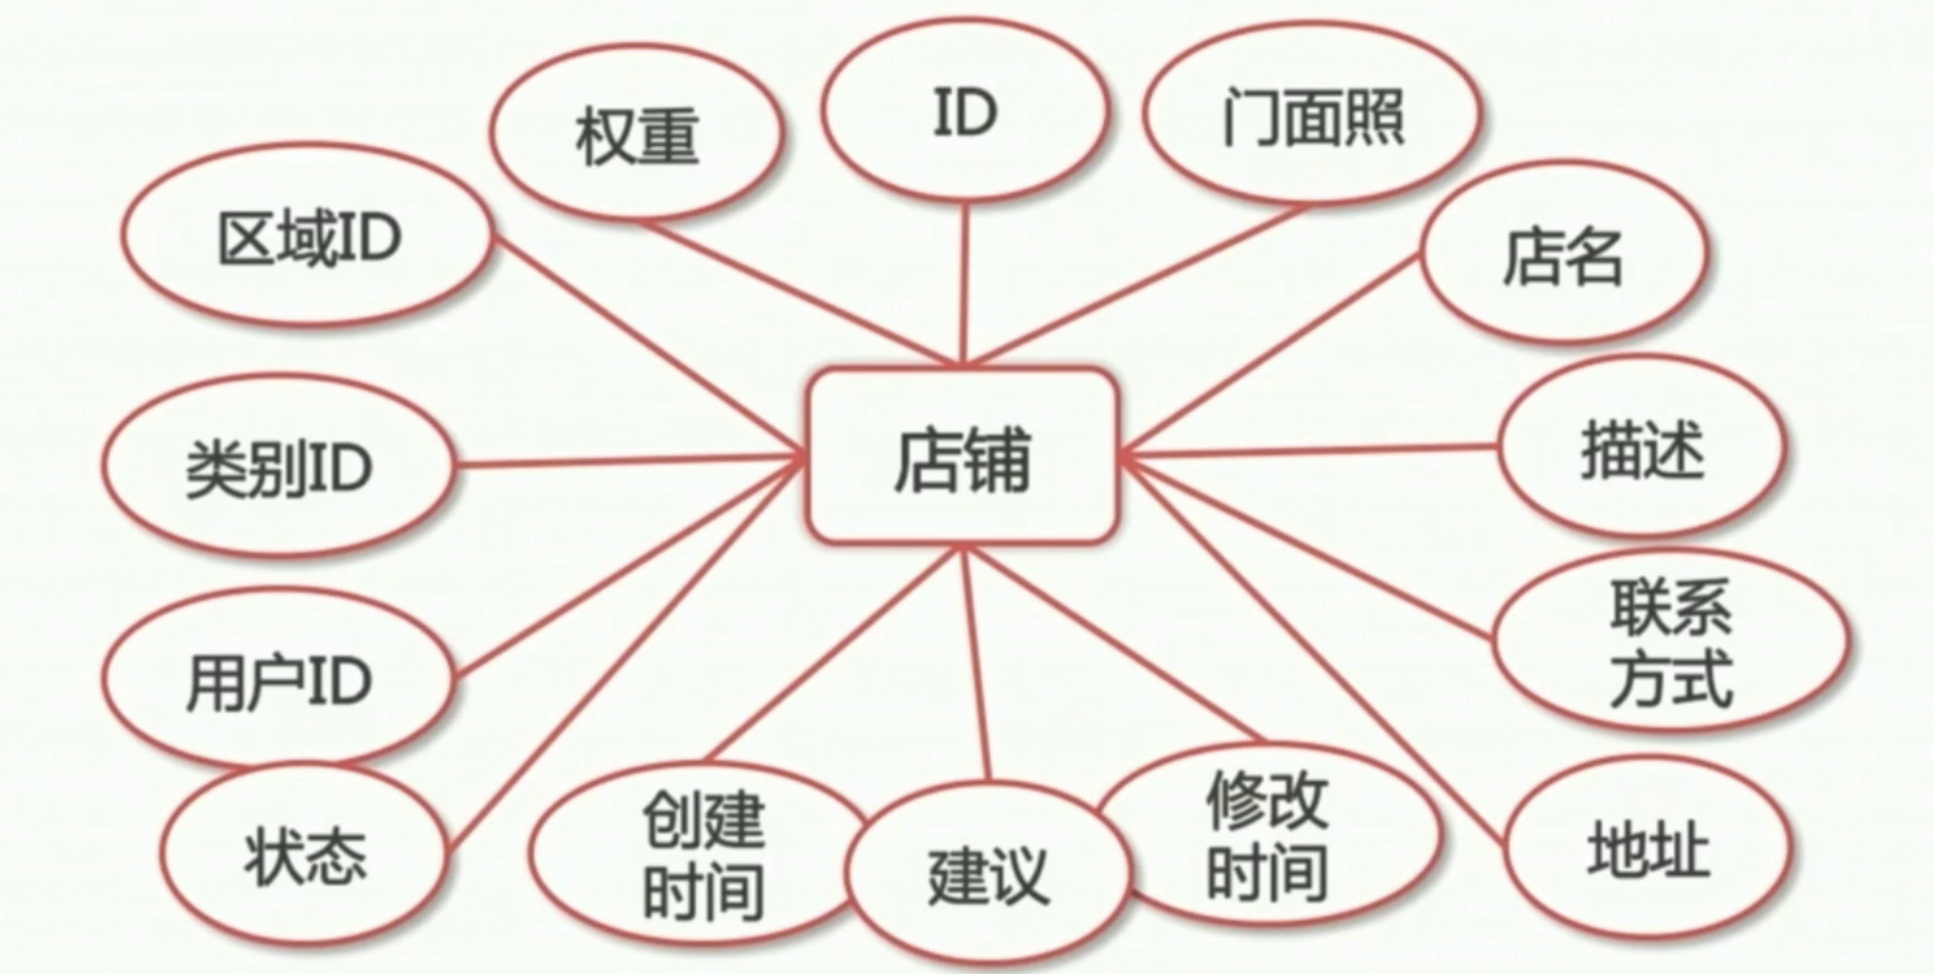 权重
ID
门面照
区域ID
店名
类别ID
店铺
描述
用户ID
联系
方式
状态
创建
时间
建议
修改
时间
地址